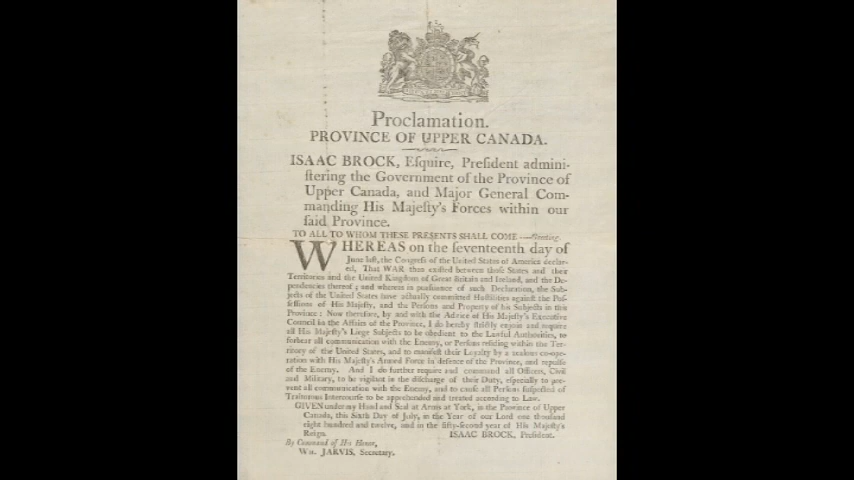 Proclamation.
PROVINCE OF UPPER CANADA.
ISAAC BROCK, Eſquire, Preſident admini-
ſtering the Government of the Province of
Upper Canada, and Major General Com-
manding His Majeſty's Forces within our
ſaid Province.
TO ALL TO WHOM THESE PRESENTS SHALL COME ——Greeting.
WHEREAS on the ſeventeenth day of
June laſt, the Congreſs of the United States of America declar-
ed, That WAR then exiſted between thoſe States and their
Territories and the United Kingdom of Great Britain and Ireland, and the De-
pendencies thereof; and whereas in purſuance of ſuch Declaration, the Sub-
jects of the United States have actually committed Hoſtilities againſt the Poſ-
ſeſſions of His Majeſty, and the Perſons and Property of his Subjects in this
Province: Now therefore, by and with the Advice of His Majeſty's Executive
Council in the Affairs of the Province, I do hereby ſtrictly enjoin and require
all His Majeſty's Liege Subjects to be obedient to the Lawful Authorities, to
forbear all communication with the Enemy, or Perſons reſiding within the Ter-
ritory of the United States, and to manifeſt their Loyalty by a zealous co-ope-
ration with His Majeſty's Armed Force in defence of the Province, and repulſe
of the Enemy. And I do further require and command all Officers, Civil
and Military, to be vigilant in the diſcharge of their Duty, eſpecially to pre-
vent all communication with the Enemy, and to cauſe all Perſons ſuſpected of
Traitorous Intercourſe to be apprehended and treated according to Law.
GIVEN under my Hand and Seal at Arms at York, in the Province of Upper
Canada, this Sixth Day of July, in the Year of our Lord one thouſand
eight hundred and twelve, and in the fifty-ſecond year of His Majeſty's
Reign. ISAAC BROCK, Preſident.
By Command of His Honor,
Wm. JARVIS, Secretary.